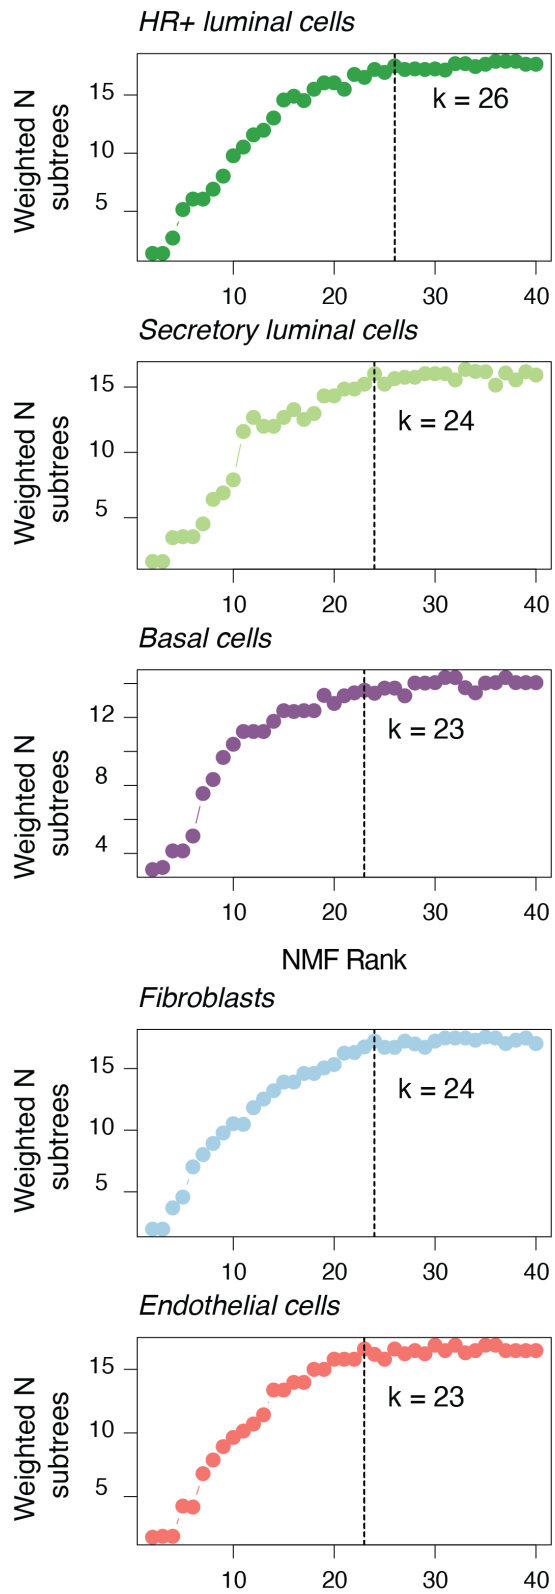 HR+ luminal cells
Weighted N
subtrees
15
10
5
k = 26
10 20 30 40
Secretory luminal cells
Weighted N
subtrees
15
10
5
k = 24
10 20 30 40
Basal cells
Weighted N
subtrees
12
8
4
k = 23
10 20 30 40
NMF Rank
Fibroblasts
Weighted N
subtrees
15
10
5
k = 24
10 20 30 40
Endothelial cells
Weighted N
subtrees
15
10
5
k = 23
10 20 30 40